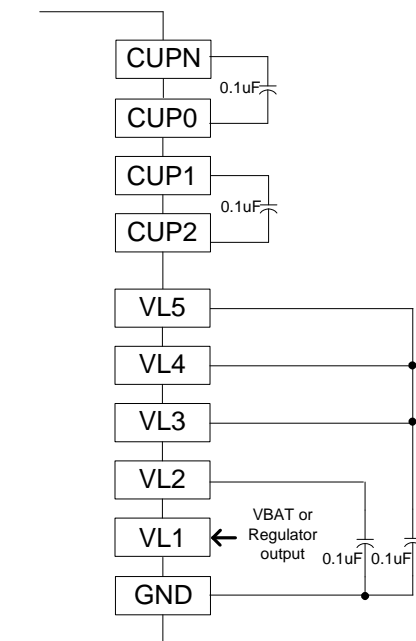 CUPN
0.1uF
CUP0
CUP1
0.1uF
CUP2
VL5
VL4
VL3
VL2
VL1
VBAT or
Regulator
output
0.1uF 0.1uF
GND